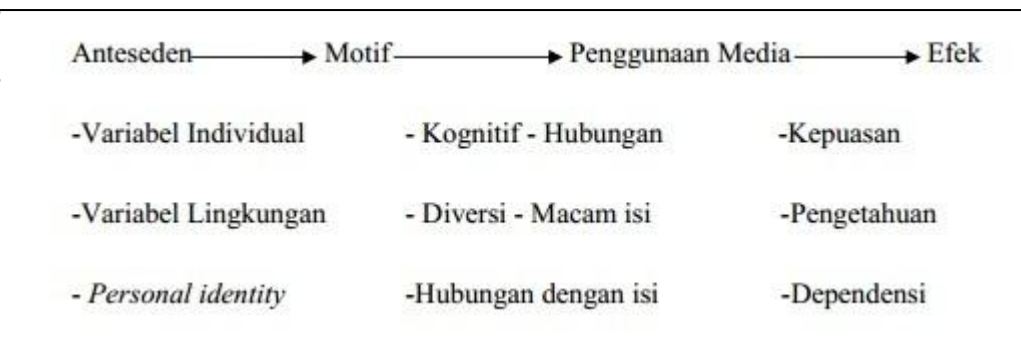 Anteseden Motif Penggunaan Media Efek
-Variabel Individual - Kognitif - Hubungan -Kepuasan
-Variabel Lingkungan - Diversi - Macam isi -Pengetahuan
- Personal identity -Hubungan dengan isi -Dependensi